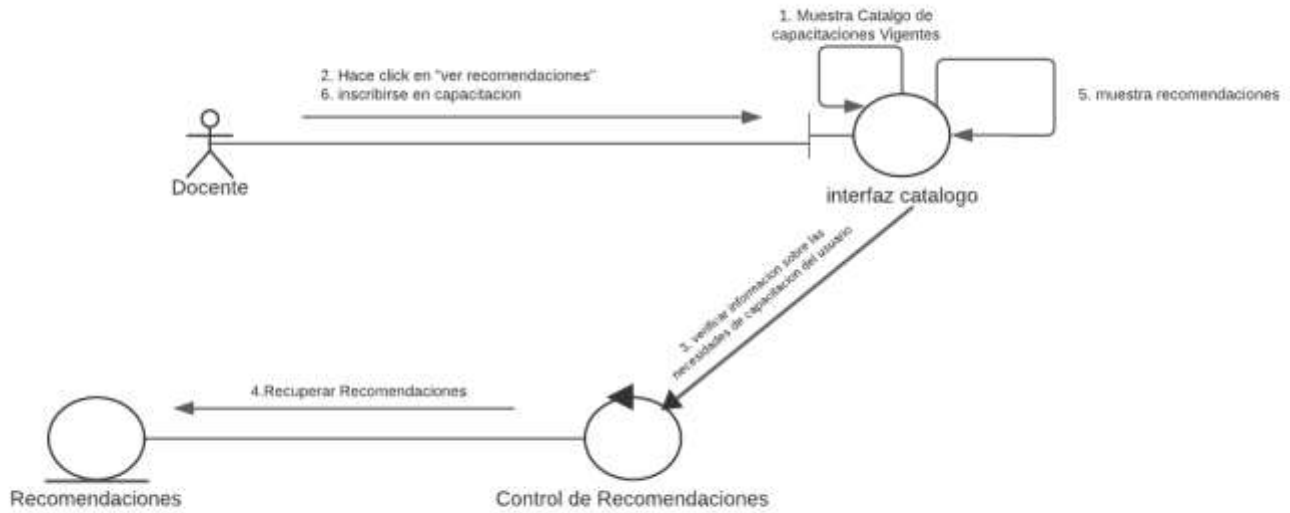 1. Muestra Catalgo de
capacitaciones Vigentes
2. Hace click en "ver recomendaciones"
6. inscribirse en capacitacion
5. muestra recomendaciones
Docente
interfaz catalogo
3. verificar informacion sobre las
necesidades de capacitacion del usuario
4.Recuperar Recomendaciones
Recomendaciones
Control de Recomendaciones